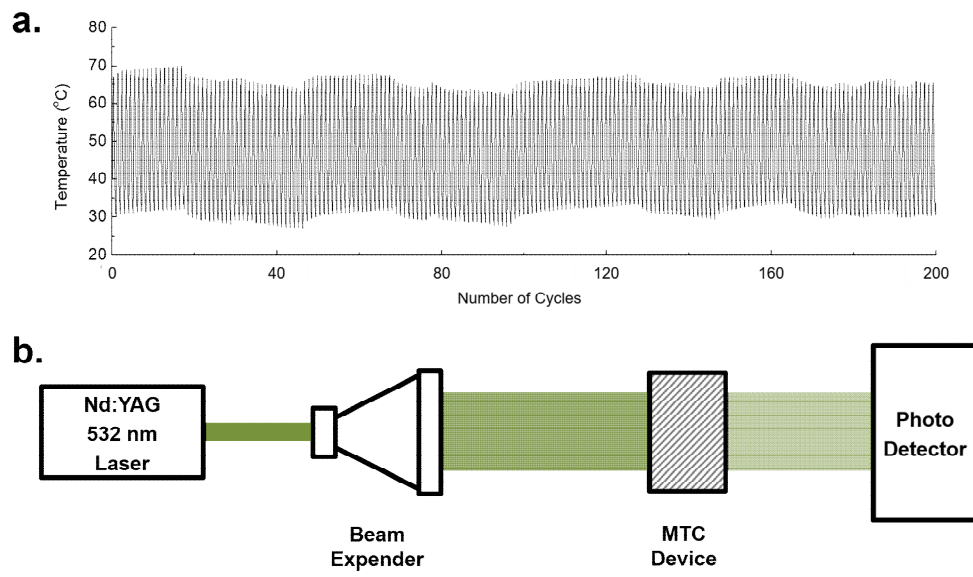 a.
80
70
60
50
40
30
20
Temperature (°C)
0
40
80
120
160
200
Number of Cycles
b.
Nd:YAG
532 nm
Laser
Beam
Expender
MTC
Device
Photo
Detector